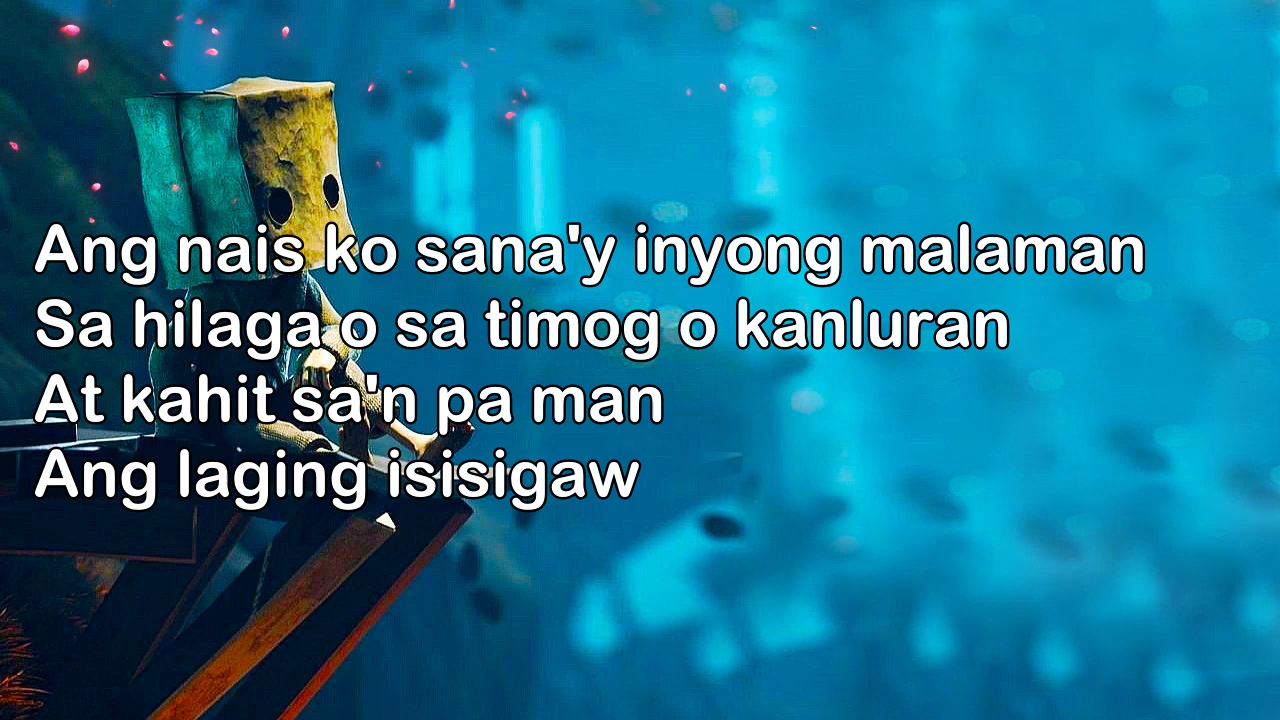 Ang nais ko sana'y inyong malaman
Sa hilaga o sa timog o kanluran
At kahit sa'n pa man
Ang laging isisigaw